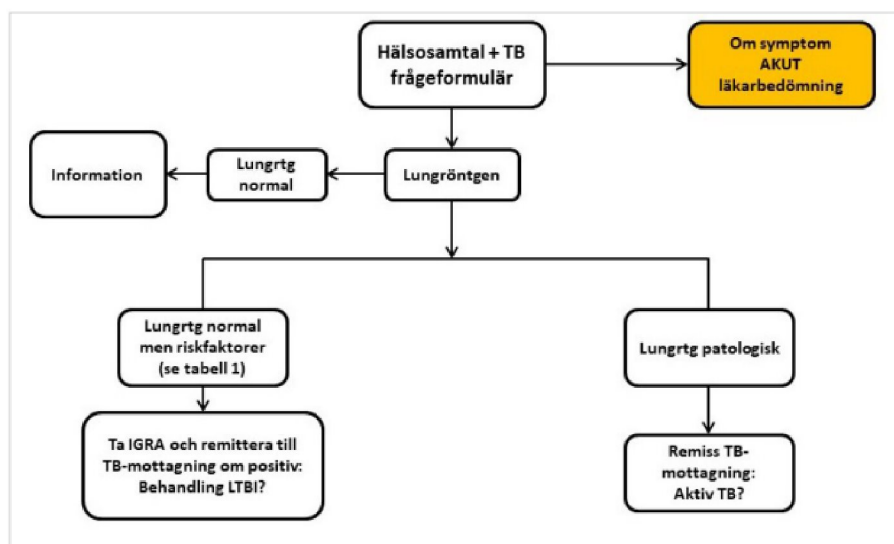 Hälsosamtal + TB
frågeformulär
Om symptom
AKUT
läkarbedömning
Information
Lungrtg
normal
Lungröntgen
Lungrtg normal
men riskfaktorer
(se tabell 1)
Lungrtg patologisk
Ta IGRA och remittera till
TB-mottagning om positiv:
Behandling LTBI?
Remiss TB-
mottagning:
Aktiv TB?